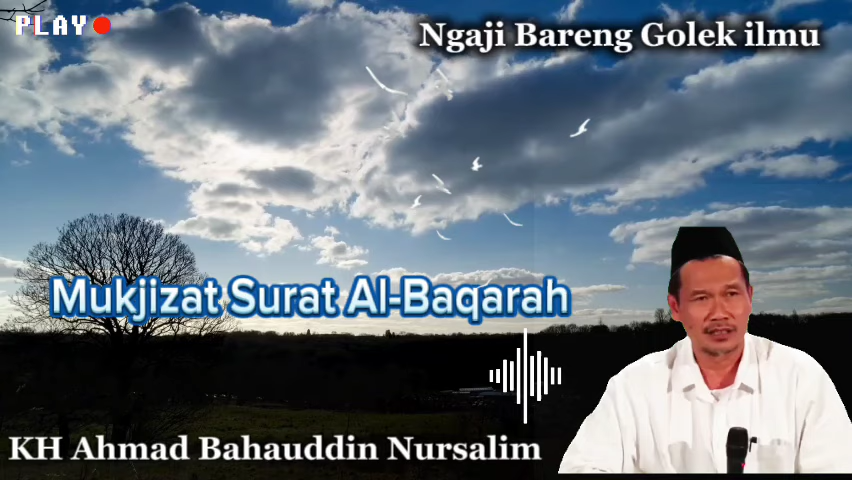 PLAY
Ngaji Bareng Golek ilmu
Mukjizat Surat Al-Baqarah
KH Ahmad Bahauddin Nursalim